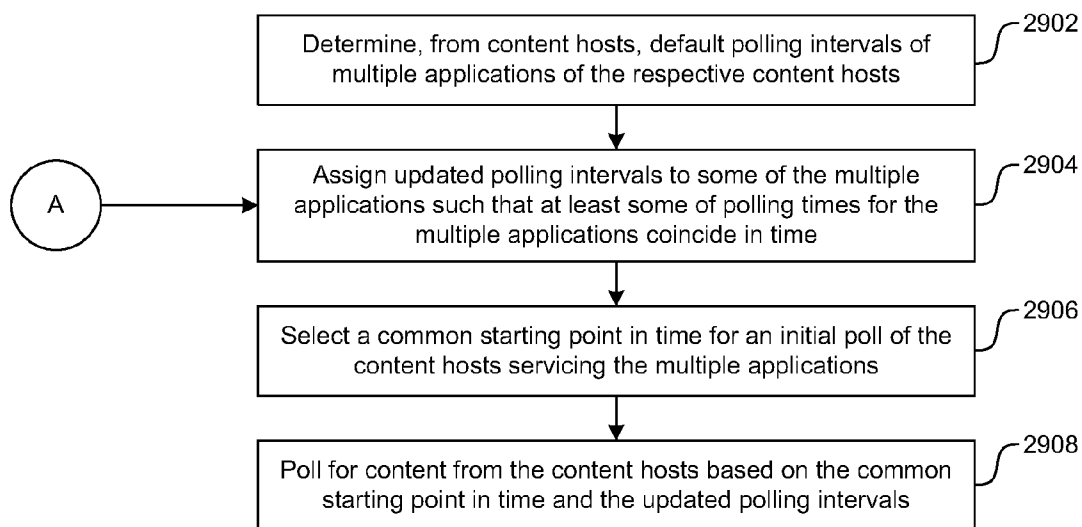 Determine, from content hosts, default polling intervals of
multiple applications of the respective content hosts
2902
A
Assign updated polling intervals to some of the multiple
applications such that at least some of polling times for the
multiple applications coincide in time
2904
Select a common starting point in time for an initial poll of the
content hosts servicing the multiple applications
2906
Poll for content from the content hosts based on the common
starting point in time and the updated polling intervals
2908